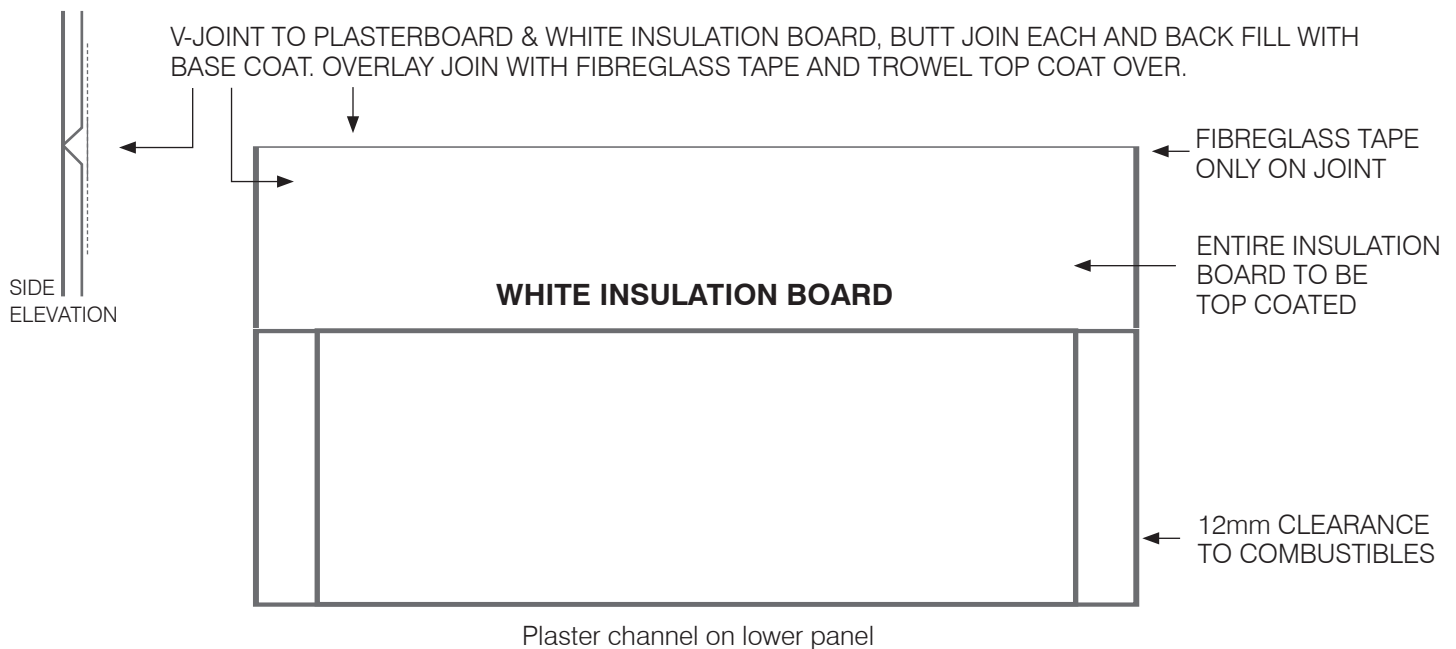 V-JOINT TO PLASTERBOARD & WHITE INSULATION BOARD, BUTT JOIN EACH AND BACK FILL WITH
BASE COAT. OVERLAY JOIN WITH FIBREGLASS TAPE AND TROWEL TOP COAT OVER.
FIBREGLASS TAPE
ONLY ON JOINT
ENTIRE INSULATION
BOARD TO BE
TOP COATED
SIDE
ELEVATION
WHITE INSULATION BOARD
12mm CLEARANCE
TO COMBUSTIBLES
Plaster channel on lower panel